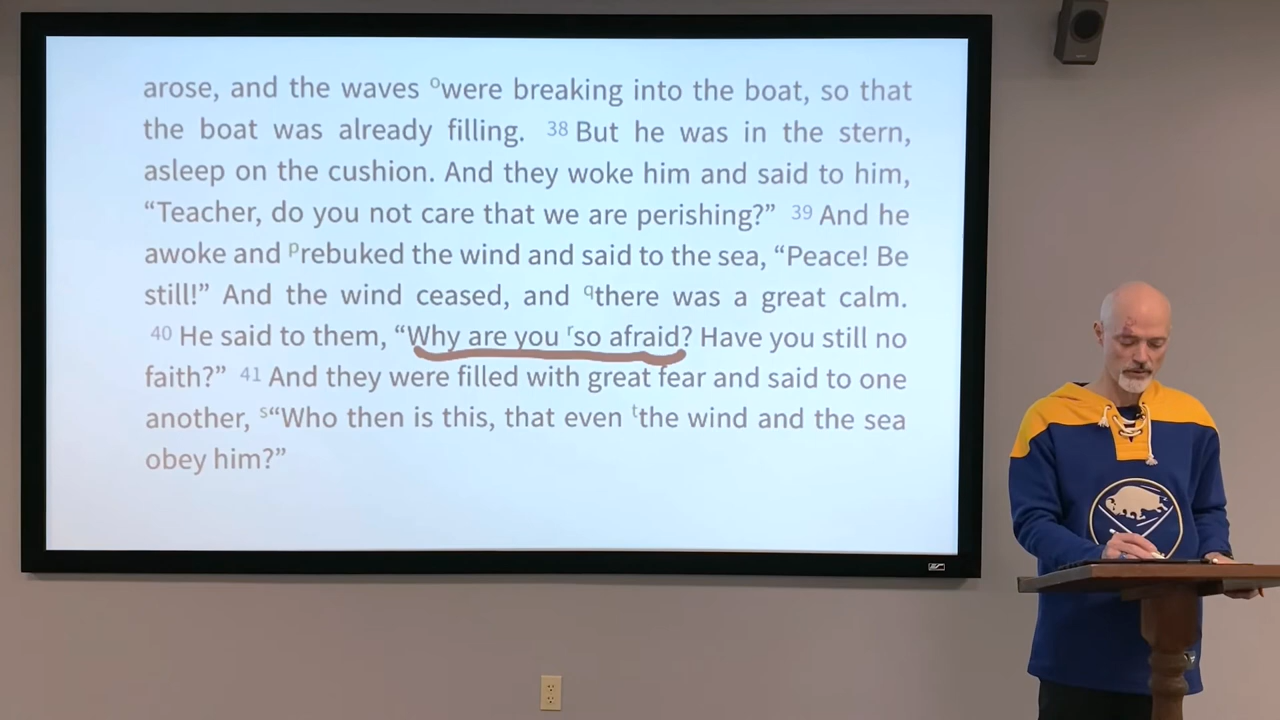 arose, and the waves ᵒwere breaking into the boat, so that
the boat was already filling. 38 But he was in the stern,
asleep on the cushion. And they woke him and said to him,
“Teacher, do you not care that we are perishing?” 39 And he
awoke and ᵖrebuked the wind and said to the sea, “Peace! Be
still!” And the wind ceased, and ᑫthere was a great calm.
40 He said to them, “Why are you ʳso afraid? Have you still no
faith?” 41 And they were filled with great fear and said to one
another, ˢ“Who then is this, that even ᵗthe wind and the sea
obey him?”